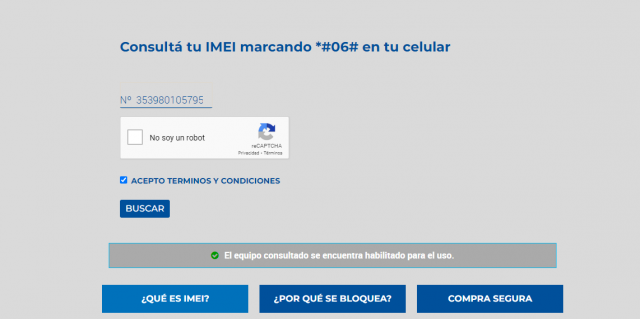 Consultá tu IMEI marcando *#06# en tu celular
Nº 353980105795
No soy un robot
reCAPTCHA
Privacidad - Términos
ACEPTO TERMINOS Y CONDICIONES
BUSCAR
El equipo consultado se encuentra habilitado para el uso.
¿QUÉ ES IMEI?
¿POR QUÉ SE BLOQUEA?
COMPRA SEGURA